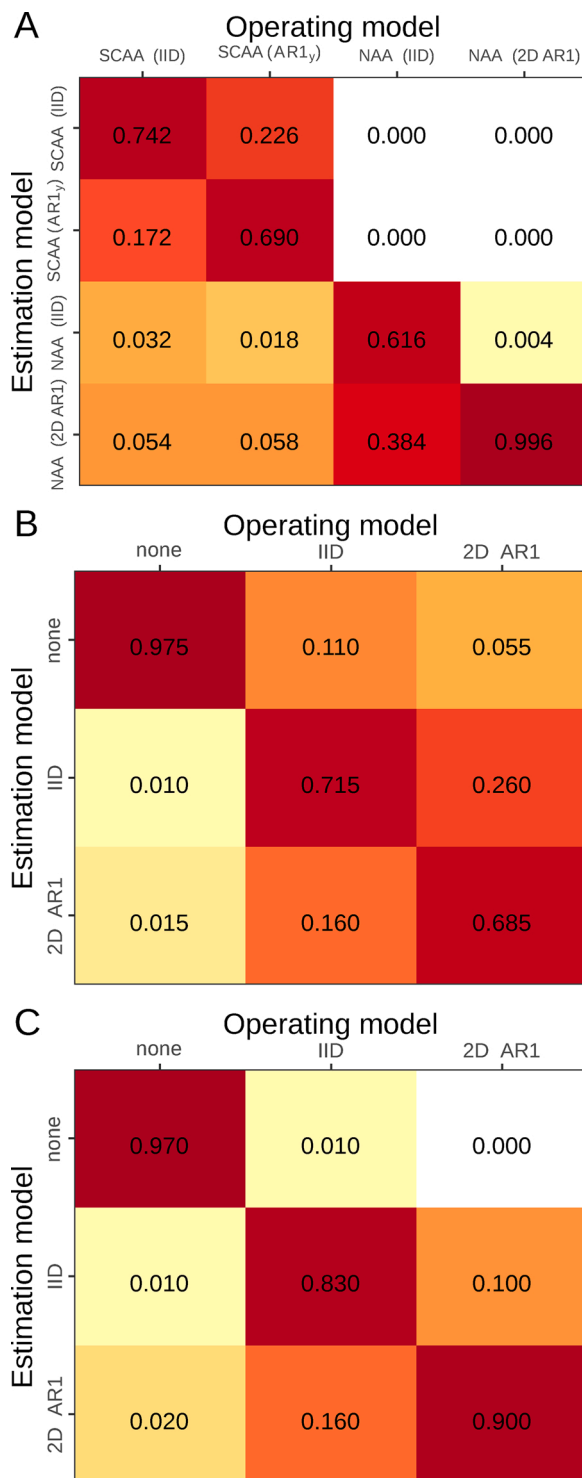 A
Operating model
SCAA (IID) SCAA (AR1y) NAA (IID) NAA (2D AR1)
Estimation model
SCAA (IID) 0.742 0.226 0.000 0.000
SCAA (AR1y) 0.172 0.690 0.000 0.000
NAA (IID) 0.032 0.018 0.616 0.004
NAA (2D AR1) 0.054 0.058 0.384 0.996
B
Operating model
none IID 2D AR1
Estimation model
none 0.975 0.110 0.055
IID 0.010 0.715 0.260
2D AR1 0.015 0.160 0.685
C
Operating model
none IID 2D AR1
Estimation model
none 0.970 0.010 0.000
IID 0.010 0.830 0.100
2D AR1 0.020 0.160 0.900